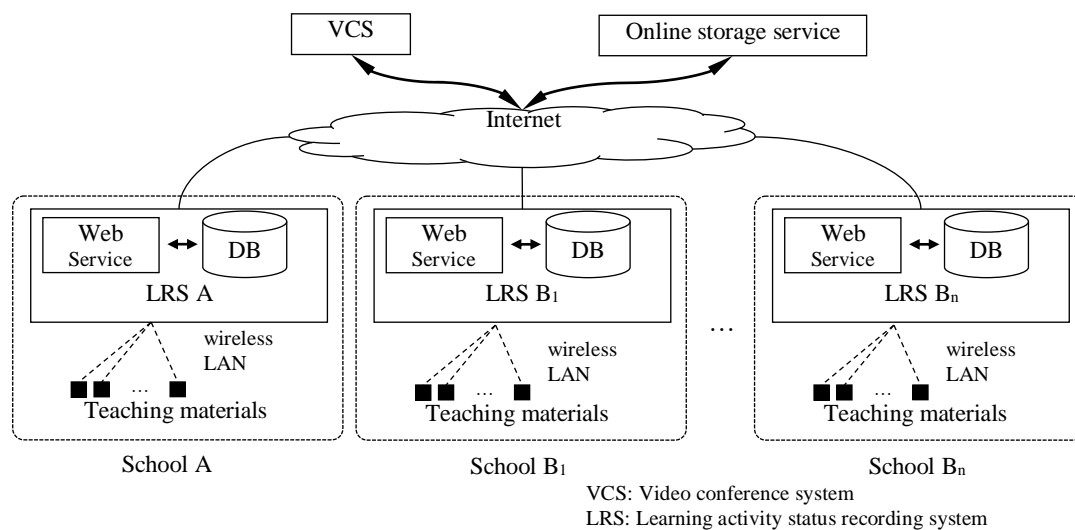 VCS
Online storage service
Internet
Web
Service
DB
LRS A
wireless
LAN
...
Teaching materials
School A
Web
Service
DB
LRS B1
wireless
LAN
...
Teaching materials
School B1
...
Web
Service
DB
LRS Bn
wireless
LAN
...
Teaching materials
School Bn
VCS: Video conference system
LRS: Learning activity status recording system